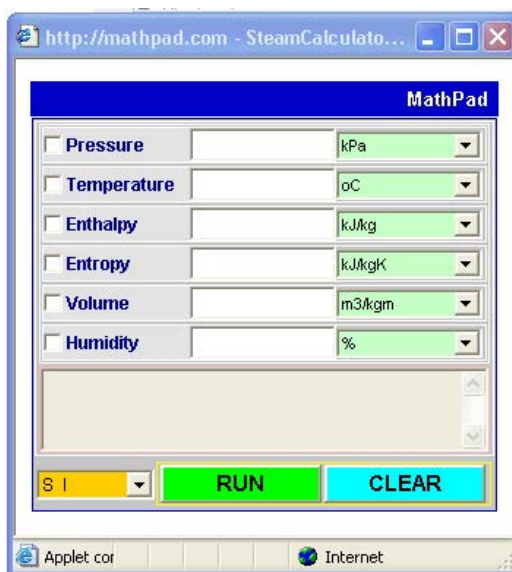 http://mathpad.com - SteamCalculato...
MathPad
Pressure kPa
Temperature oC
Enthalpy kJ/kg
Entropy kJ/kgK
Volume m3/kgm
Humidity %
S I RUN CLEAR
Applet cor Internet